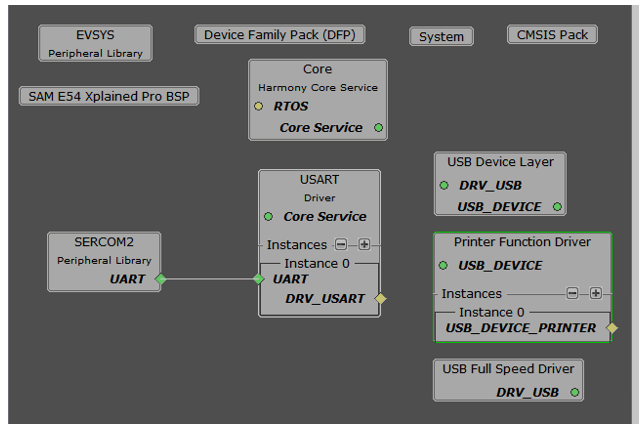 EVSYS
Peripheral Library
Device Family Pack (DFP)
System
CMSIS Pack
SAM E54 Xplained Pro BSP
Core
Harmony Core Service
RTOS
Core Service
USART
Driver
Core Service
Instances
Instance 0
UART
DRV_USART
SERCOM2
Peripheral Library
UART
USB Device Layer
DRV_USB
USB_DEVICE
Printer Function Driver
USB_DEVICE
Instances
Instance 0
USB_DEVICE_PRINTER
USB Full Speed Driver
DRV_USB